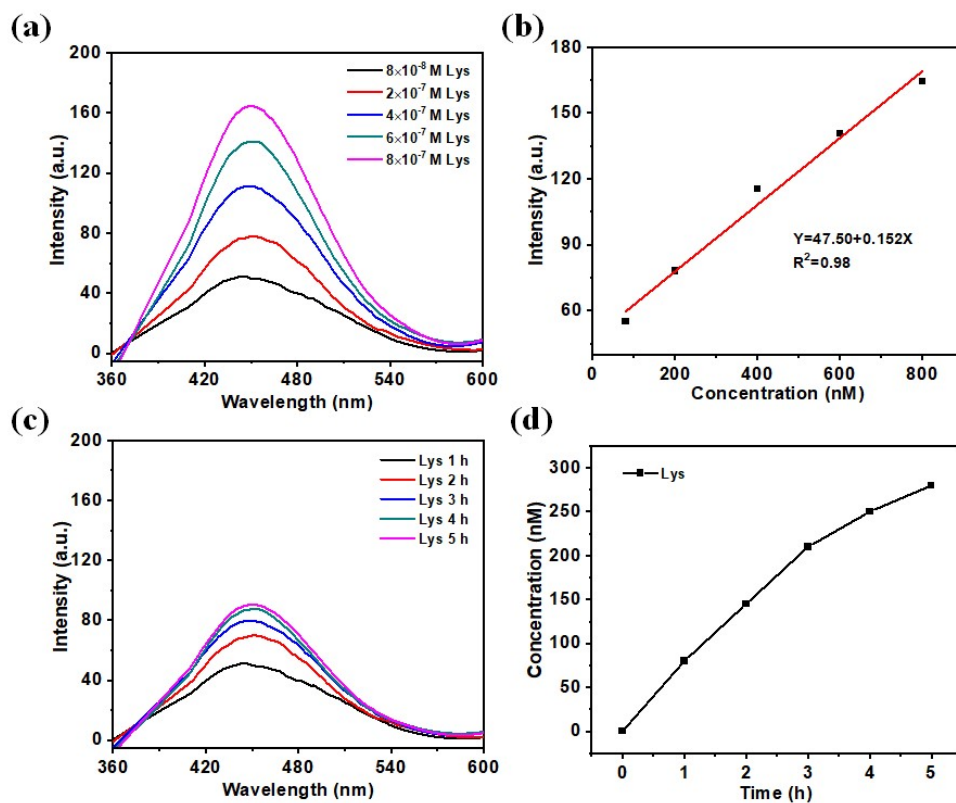 (a)
200
160
120
80
40
0
Intensity (a.u.)
360 420 480 540 600
Wavelength (nm)
8×10⁻⁸ M Lys
2×10⁻⁷ M Lys
4×10⁻⁷ M Lys
6×10⁻⁷ M Lys
8×10⁻⁷ M Lys
(b)
180
150
120
90
60
Intensity (a.u.)
0 200 400 600 800
Concentration (nM)
Y=47.50+0.152X
R²=0.98
(c)
200
160
120
80
40
0
Intensity (a.u.)
360 420 480 540 600
Wavelength (nm)
Lys 1 h
Lys 2 h
Lys 3 h
Lys 4 h
Lys 5 h
(d)
300
250
200
150
100
50
0
Concentration (nM)
0 1 2 3 4 5
Time (h)
Lys